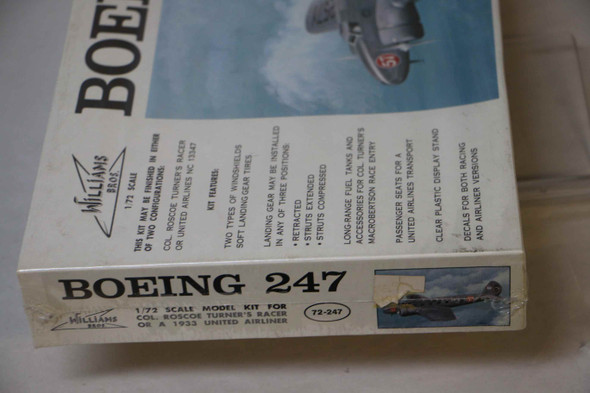 BOEI
WILLIAMS
BROS.
1/72 SCALE
THIS KIT MAY BE FINISHED IN EITHER
OF TWO CONFIGURATIONS:
COL. ROSCOE TURNER'S RACER
OR UNITED AIRLINES NC 13347
KIT FEATURES:
TWO TYPES OF WINDSHIELDS
SOFT LANDING GEAR TIRES.
LANDING GEAR MAY BE INSTALLED
IN ANY OF THREE POSITIONS:
• RETRACTED
• STRUTS EXTENDED
• STRUTS COMPRESSED
LONG-RANGE FUEL TANKS AND
ACCESSORIES FOR COL. TURNER'S
MACROBERTSON RACE ENTRY
PASSENGER SEATS FOR A
UNITED AIRLINES TRANSPORT
CLEAR PLASTIC DISPLAY STAND
DECALS FOR BOTH RACING
AND AIRLINER VERSIONS
BOEING 247
WILLIAMS
BROS.
1/72 SCALE MODEL KIT FOR
COL. ROSCOE TURNER'S RACER
OR A 1933 UNITED AIRLINER
72-247